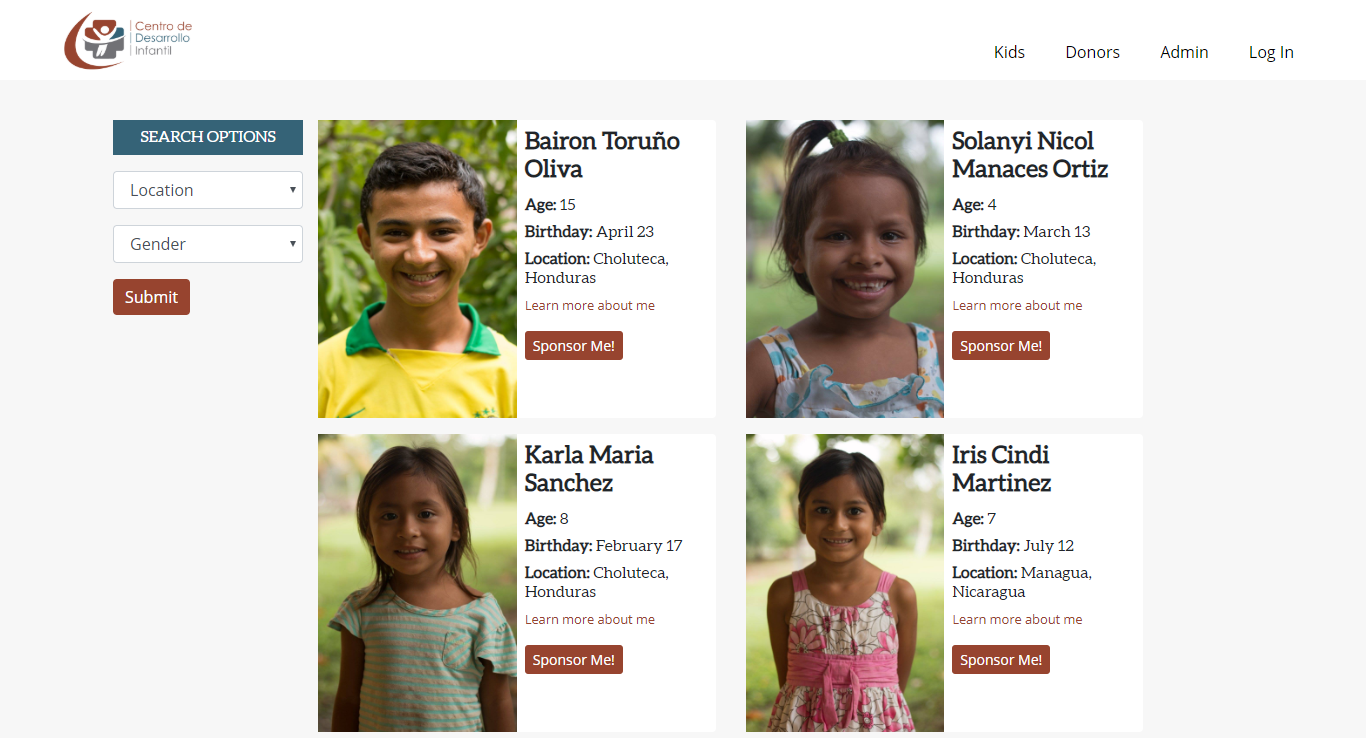 Centro de
Desarrollo
Infantil
Kids
Donors
Admin
Log In
SEARCH OPTIONS
Location
Gender
Submit
Bairon Toruño
Oliva
Age: 15
Birthday: April 23
Location: Choluteca,
Honduras
Learn more about me
Sponsor Me!
Solanyi Nicol
Manaces Ortiz
Age: 4
Birthday: March 13
Location: Choluteca,
Honduras
Learn more about me
Sponsor Me!
Karla Maria
Sanchez
Age: 8
Birthday: February 17
Location: Choluteca,
Honduras
Learn more about me
Sponsor Me!
Iris Cindi
Martinez
Age: 7
Birthday: July 12
Location: Managua,
Nicaragua
Learn more about me
Sponsor Me!